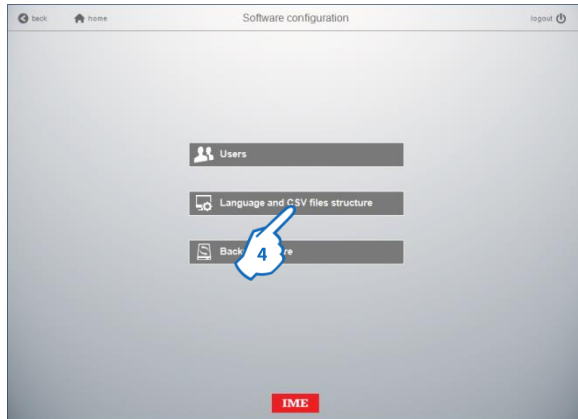 back home Software configuration logout
Users
Language and CSV files structure
4
Back re
IME